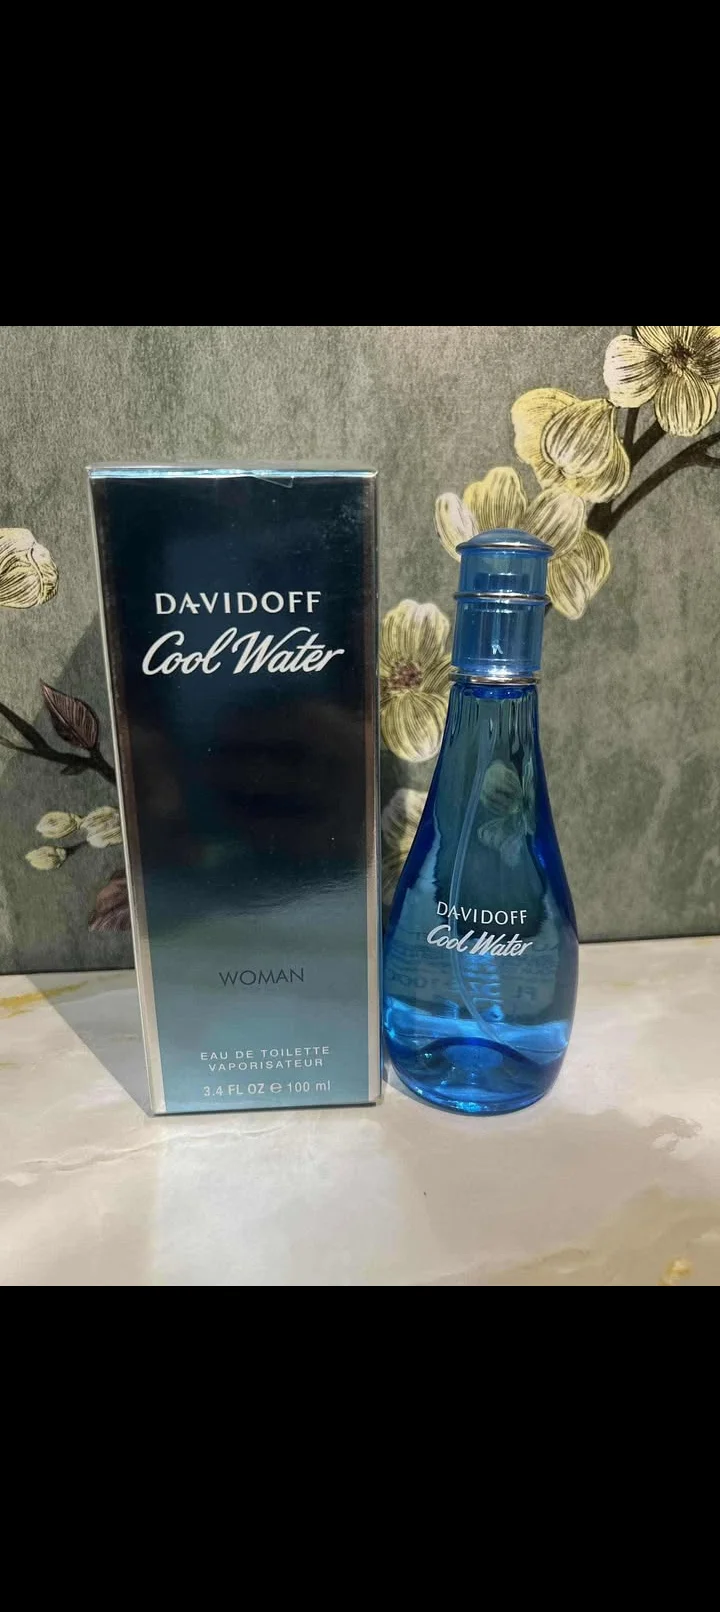 DAVIDOFF
Cool Water
WOMAN
EAU DE TOILETTE
VAPORISATEUR
3.4 FL OZ ℮ 100 ml
DAVIDOFF
Cool Water